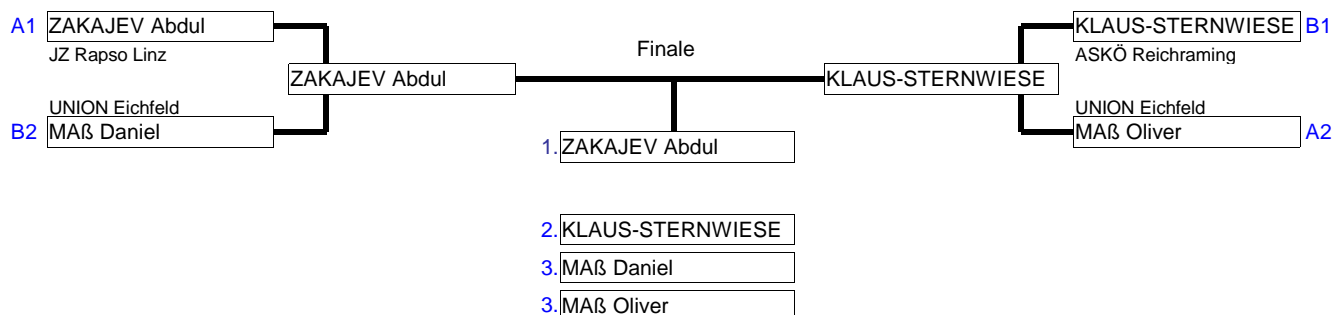 A1 ZAKAJEV Abdul
JZ Rapso Linz
ZAKAJEV Abdul
UNION Eichfeld
B2 MAß Daniel
Finale
KLAUS-STERNWIESE B1
ASKÖ Reichraming
KLAUS-STERNWIESE
UNION Eichfeld
MAß Oliver A2
1. ZAKAJEV Abdul
2. KLAUS-STERNWIESE
3. MAß Daniel
3. MAß Oliver